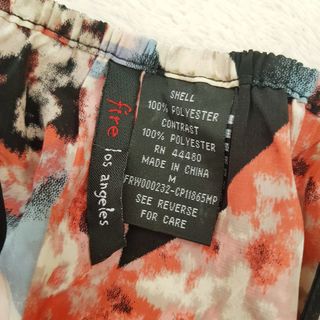 fire
los angeles
SHELL
100% POLYESTER
CONTRAST
100% POLYESTER
RN 44480
MADE IN CHINA
M
FRW000232-CP11865MP
SEE REVERSE
FOR CARE